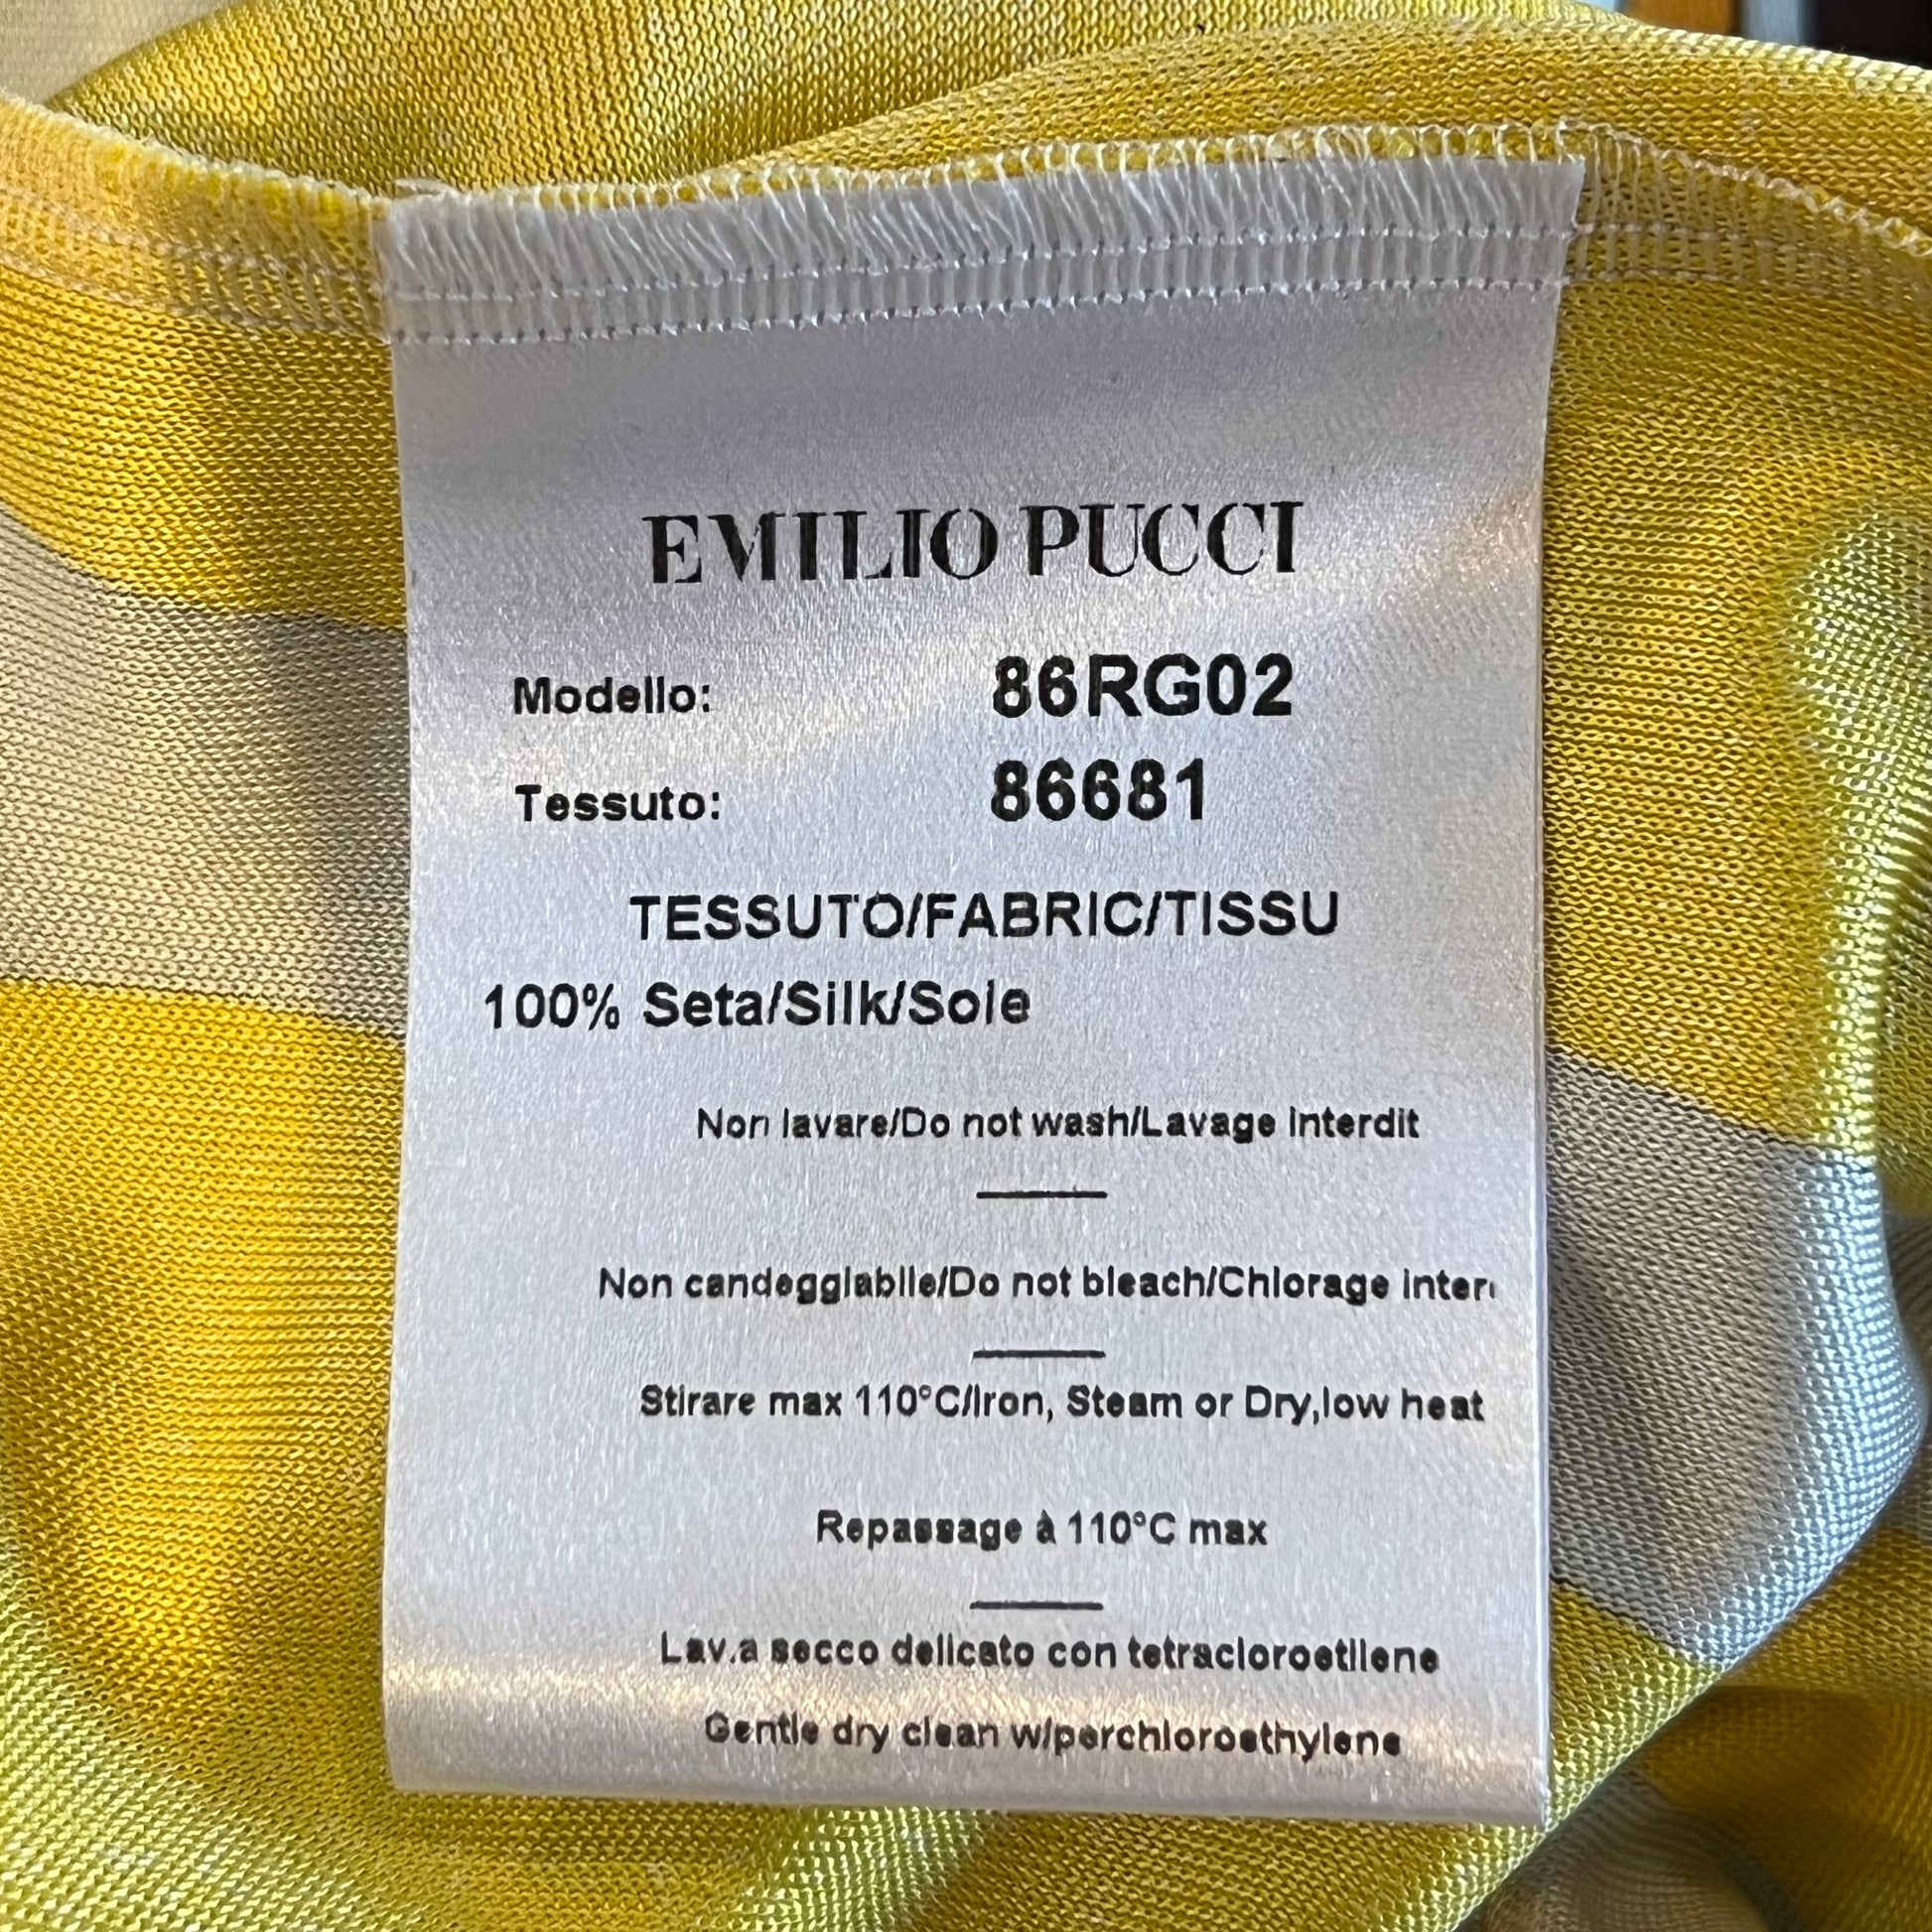 EMILIO PUCCI
Modello: 86RG02
Tessuto: 86681
TESSUTO/FABRIC/TISSU
100% Seta/Silk/Soie
Non lavare/Do not wash/Lavage Interdit
Non candeggiabile/Do not bleach/Chlorage inter
Stirare max 110°C/Iron, Steam or Dry,low heat
Repassage à 110°C max
Lav.a secco delicato con tetracloroetilene
Gentle dry clean w/perchloroethylene